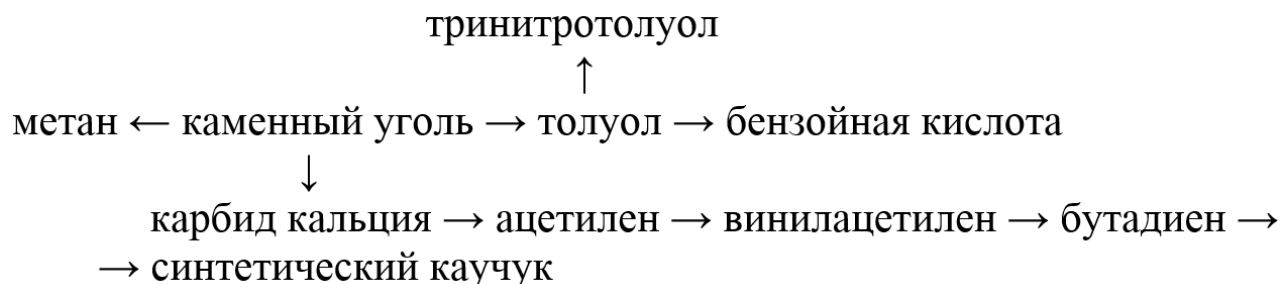 тринитротолуол
↑
метан ← каменный уголь → толуол → бензойная кислота
↓
карбид кальция → ацетилен → винилацетилен → бутадиен →
→ синтетический каучук